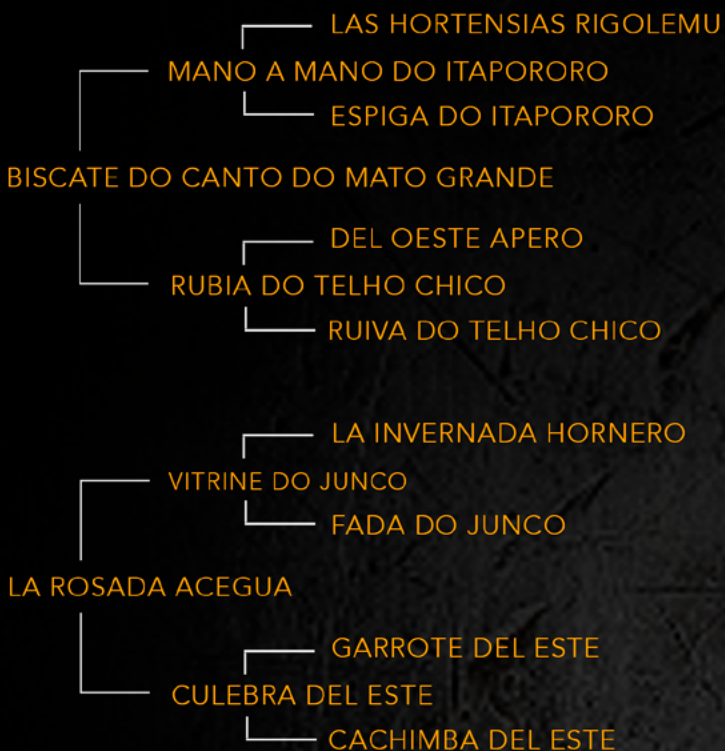 LAS HORTENSIAS RIGOLEMU
MANO A MANO DO ITAPORORO
ESPIGA DO ITAPORORO
BISCATE DO CANTO DO MATO GRANDE
DEL OESTE APERO
RUBIA DO TELHO CHICO
RUIVA DO TELHO CHICO
LA INVERNADA HORNERO
VITRINE DO JUNCO
FADA DO JUNCO
LA ROSADA ACEGUA
GARROTE DEL ESTE
CULEBRA DEL ESTE
CACHIMBA DEL ESTE